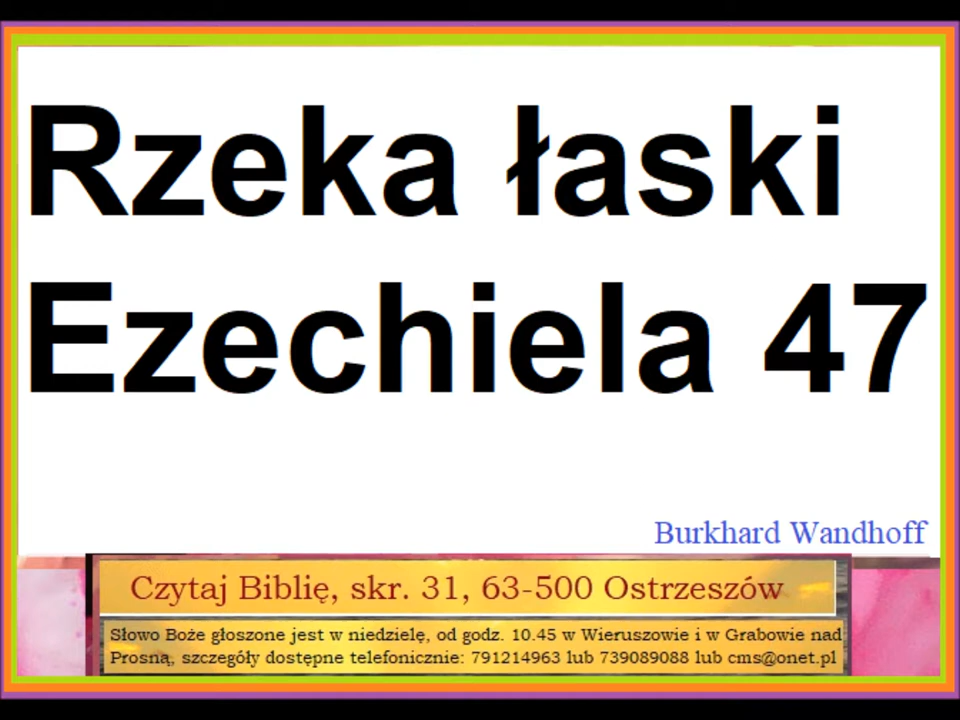 Rzeka łaski
Ezechiela 47
Burkhard Wandhoff
Czytaj Biblię, skr. 31, 63-500 Ostrzeszów
Słowo Boże głoszone jest w niedzielę, od godz. 10.45 w Wieruszowie i w Grabowie nad
Prosną, szczegóły dostępne telefonicznie: 791214963 lub 739089088 lub cms@onet.pl